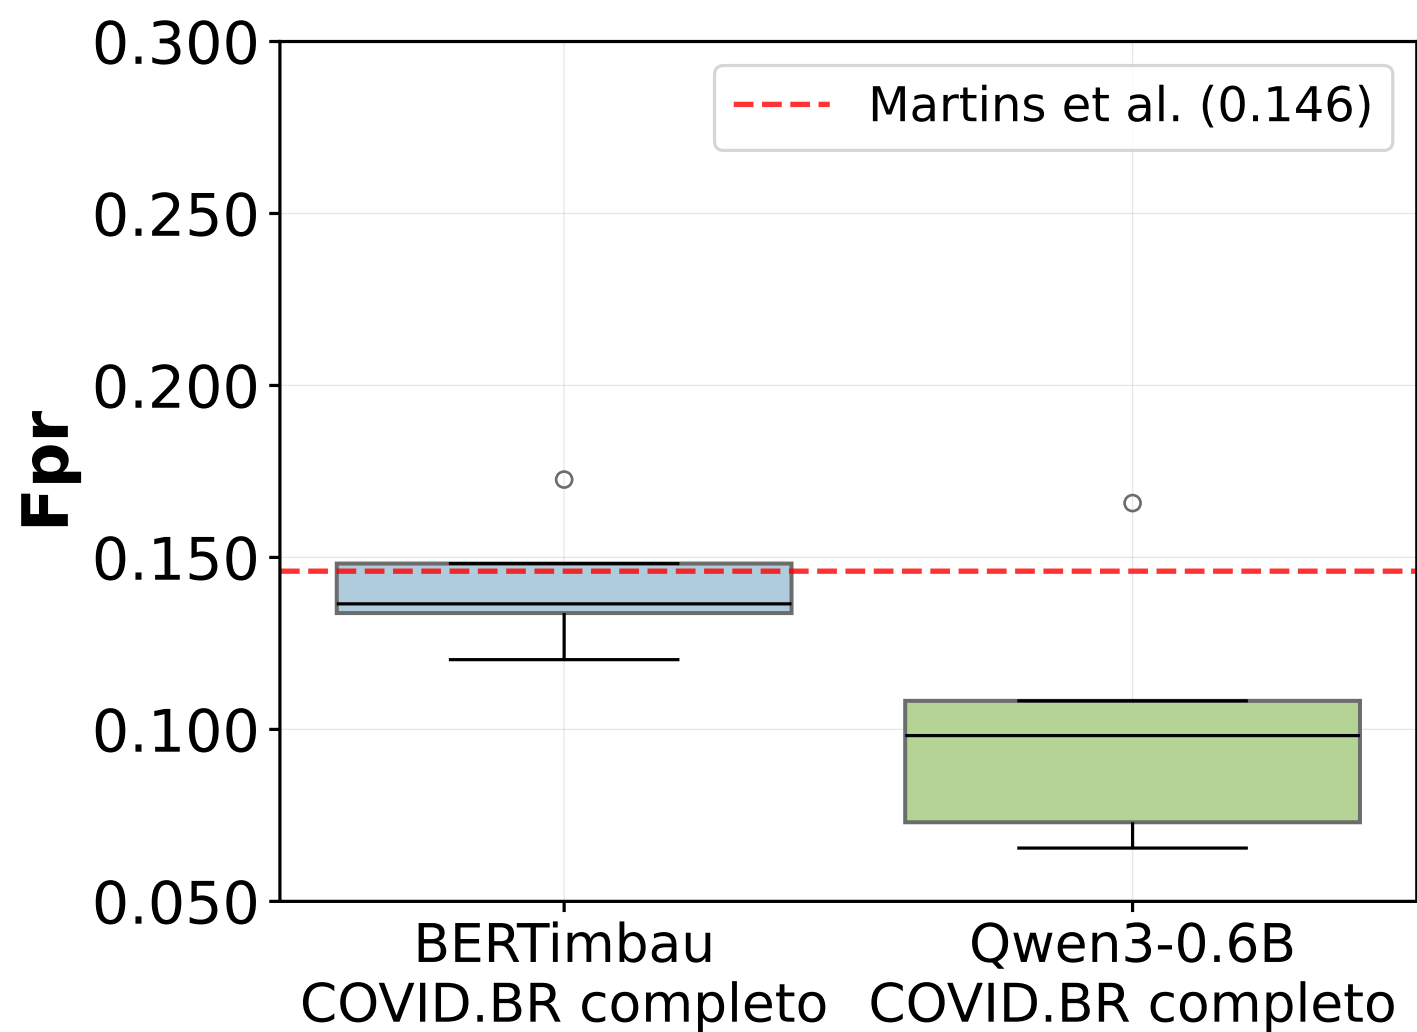 0.300
0.250
0.200
0.150
0.100
0.050
Fpr
Martins et al. (0.146)
BERTimbau
COVID.BR completo
Qwen3-0.6B
COVID.BR completo